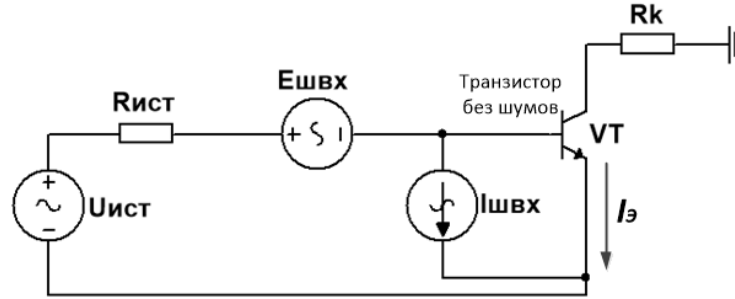 Rk
Eшвх
Транзистор
без шумов
Rист
VT
Uист
Iшвх
Iэ